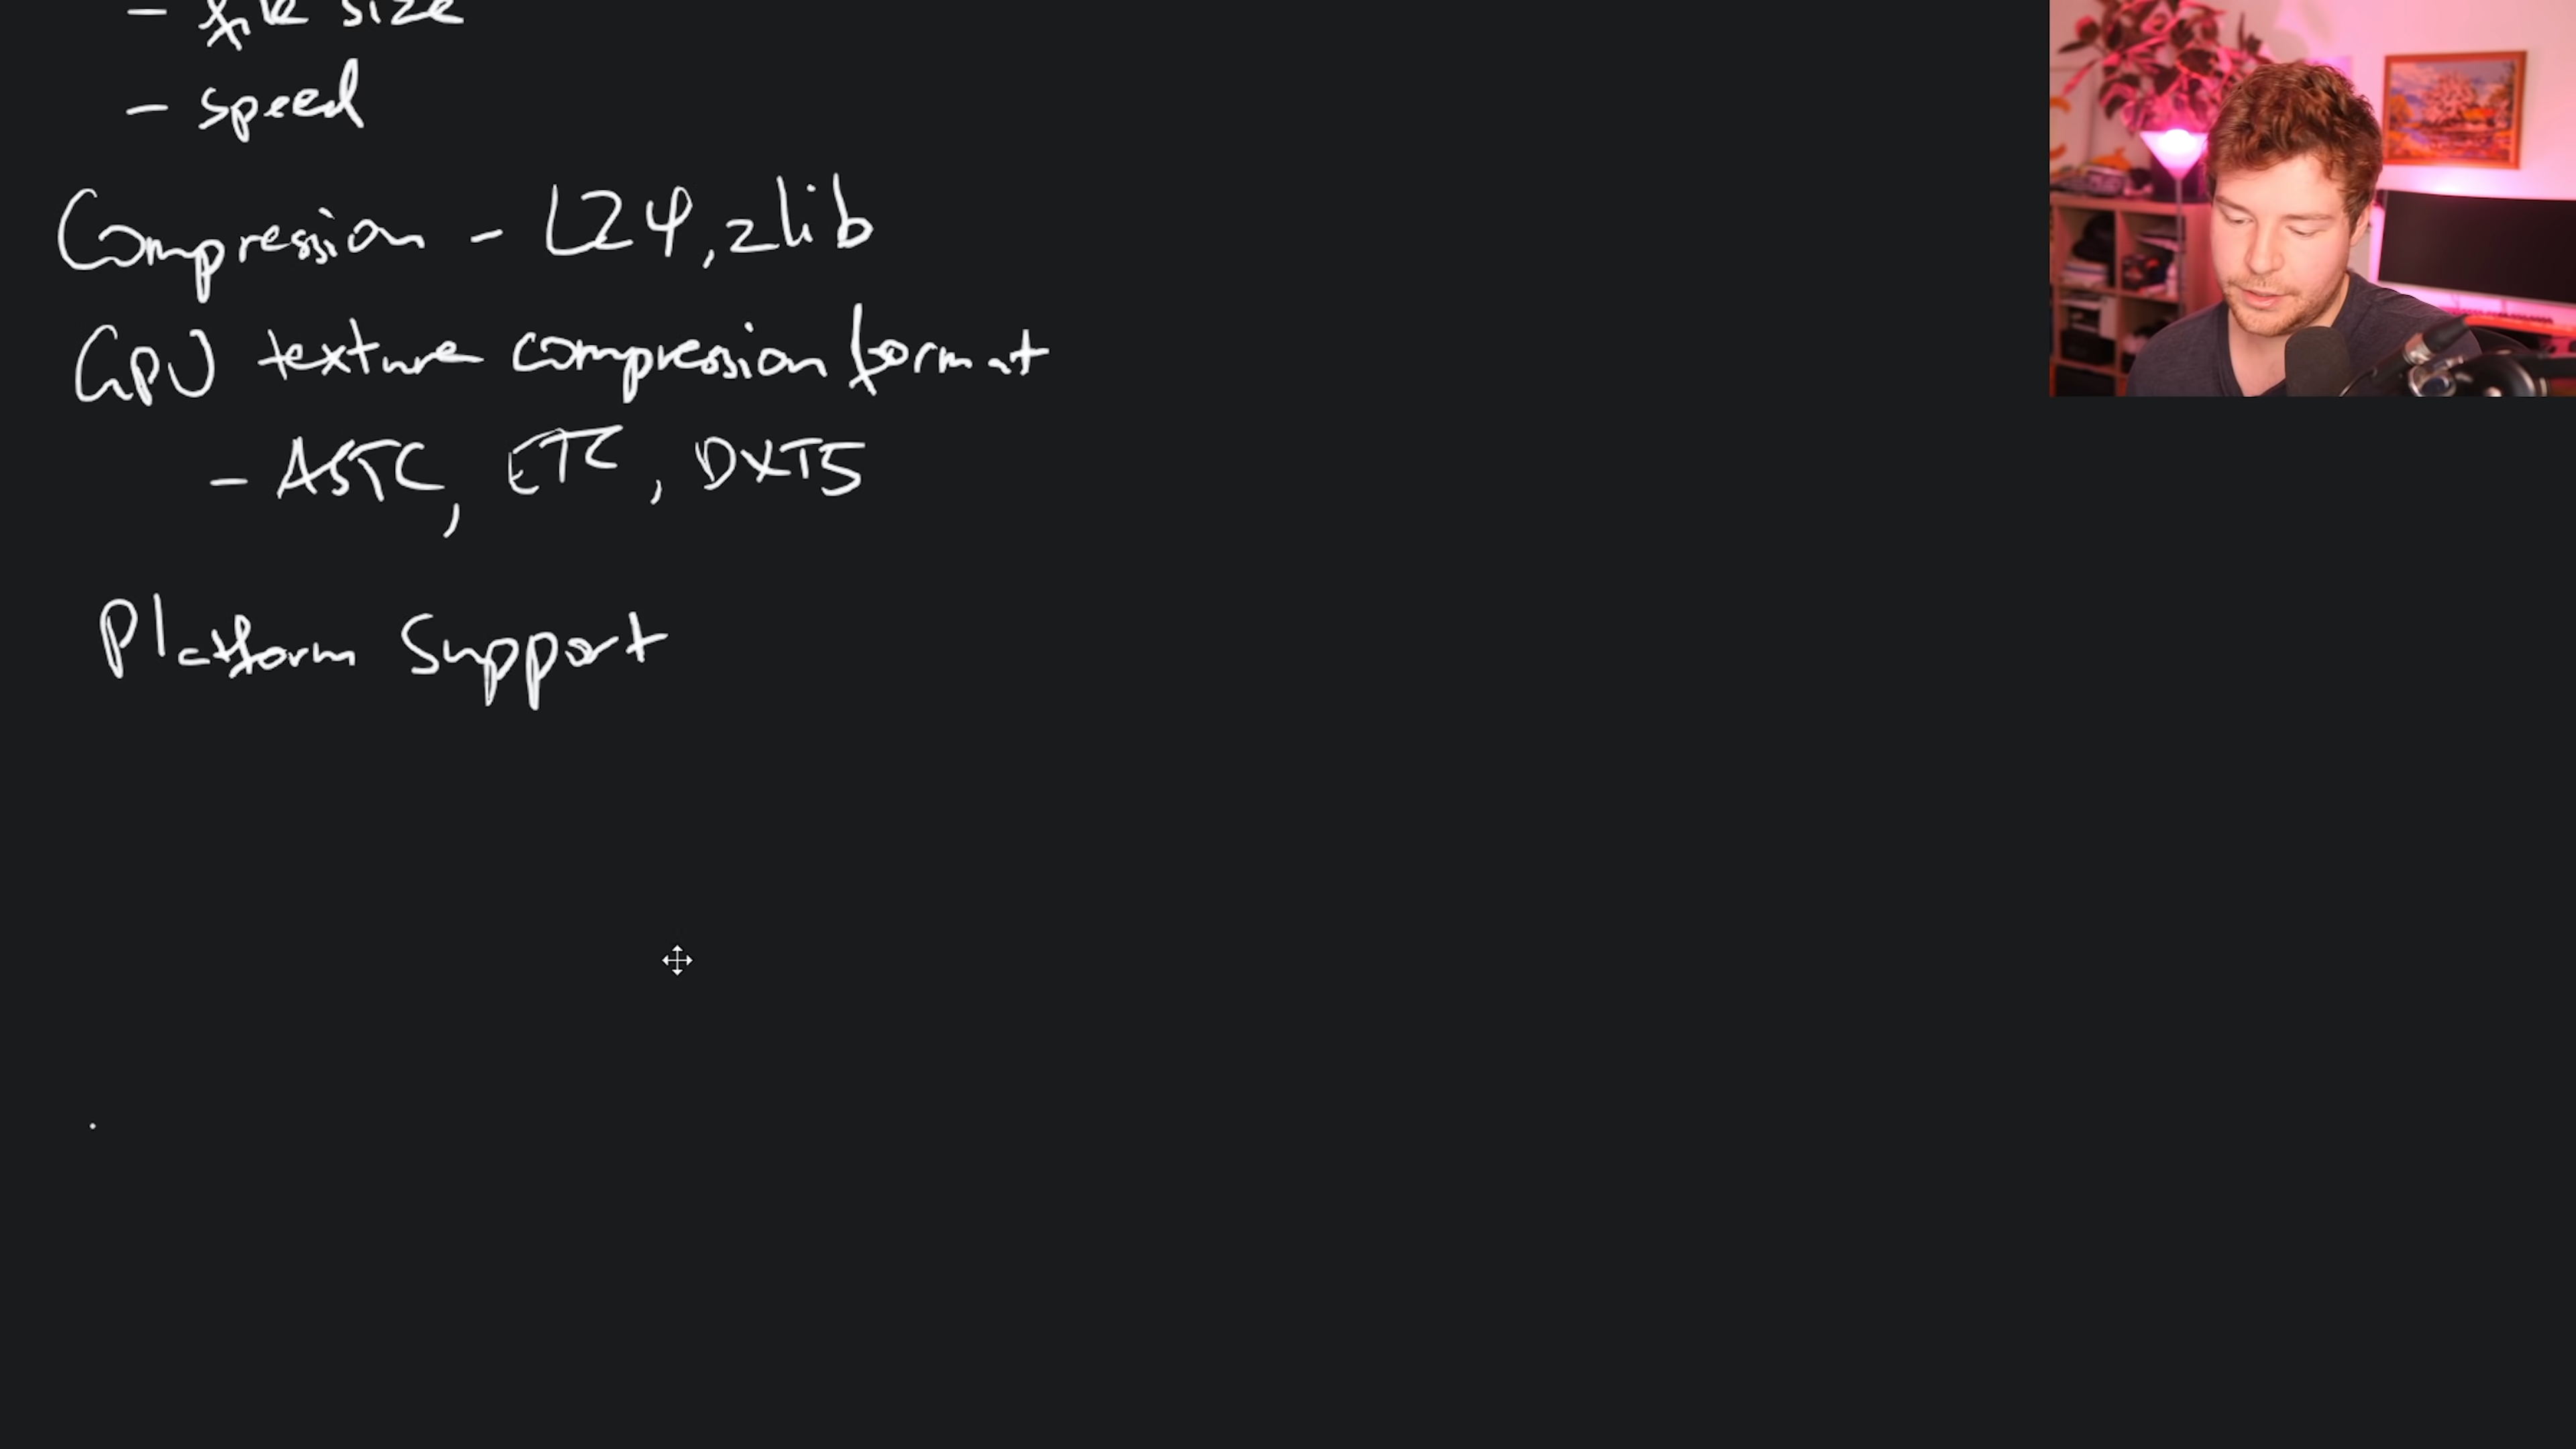 - file size
- speed
Compression - LZ4, zlib
GPU texture compression format
- ASTC, ETC, DXT5
Platform Support